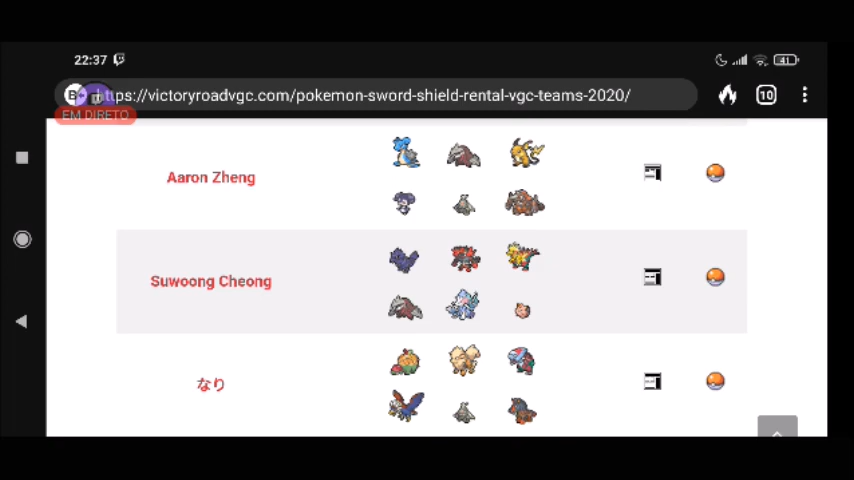 22:37
41
https://victoryroadvgc.com/pokemon-sword-shield-rental-vgc-teams-2020/
10
EM DIRETO
Aaron Zheng
Suwoong Cheong
なり